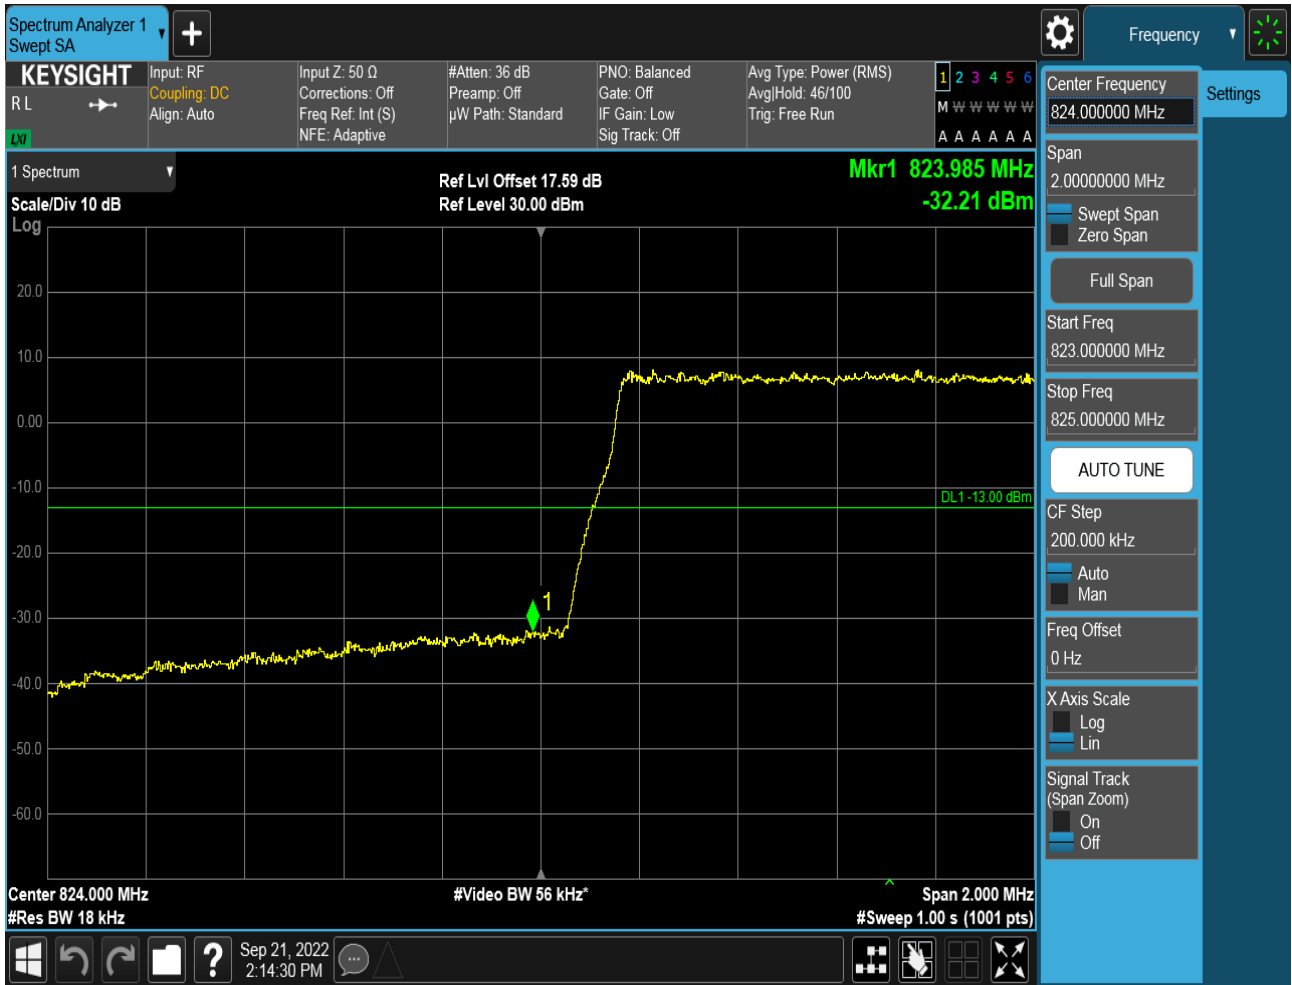 Spectrum Analyzer 1
Swept SA
Frequency
KEYSIGHT
R L
LXI
Input: RF
Coupling: DC
Align: Auto
Input Z: 50 Ω
Corrections: Off
Freq Ref: Int (S)
NFE: Adaptive
#Atten: 36 dB
Preamp: Off
µW Path: Standard
PNO: Balanced
Gate: Off
IF Gain: Low
Sig Track: Off
Avg Type: Power (RMS)
Avg|Hold: 46/100
Trig: Free Run
1 2 3 4 5 6
M W W W W W
A A A A A A
1 Spectrum
Scale/Div 10 dB
Log
Ref Lvl Offset 17.59 dB
Ref Level 30.00 dBm
Mkr1 823.985 MHz
-32.21 dBm
20.0
10.0
0.00
-10.0
-20.0
-30.0
-40.0
-50.0
-60.0
DL1 -13.00 dBm
1
Center 824.000 MHz
#Res BW 18 kHz
#Video BW 56 kHz*
Span 2.000 MHz
#Sweep 1.00 s (1001 pts)
Center Frequency
824.000000 MHz
Settings
Span
2.00000000 MHz
Swept Span
Zero Span
Full Span
Start Freq
823.000000 MHz
Stop Freq
825.000000 MHz
AUTO TUNE
CF Step
200.000 kHz
Auto
Man
Freq Offset
0 Hz
X Axis Scale
Log
Lin
Signal Track
(Span Zoom)
On
Off
?
Sep 21, 2022
2:14:30 PM